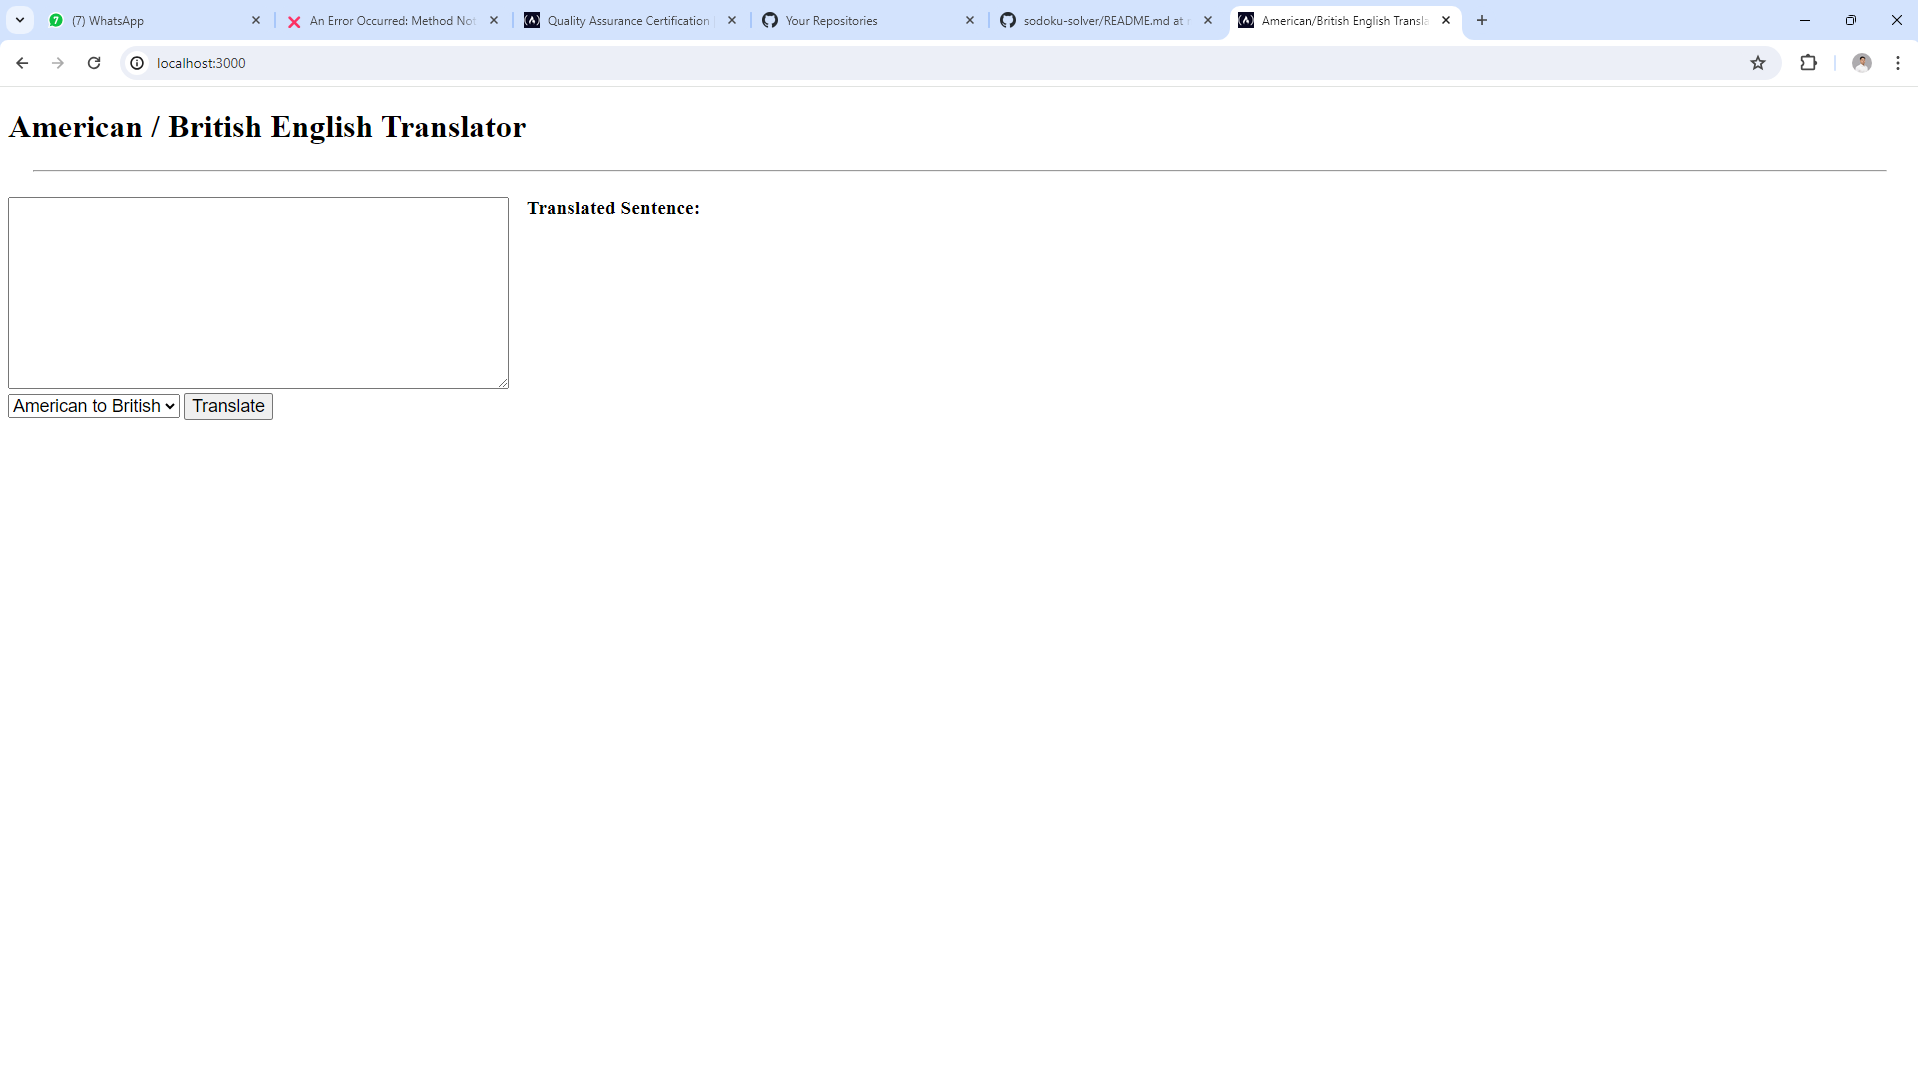 (7) WhatsApp
An Error Occurred: Method Not
Quality Assurance Certification
Your Repositories
sodoku-solver/README.md at
American/British English Transla
localhost:3000
American / British English Translator
Translated Sentence:
American to British
Translate